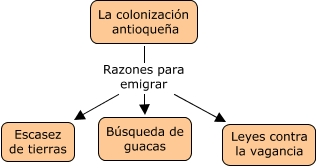 La colonización
antioqueña
Razones para
emigrar
Escasez
de tierras
Búsqueda de
guacas
Leyes contra
la vagancia